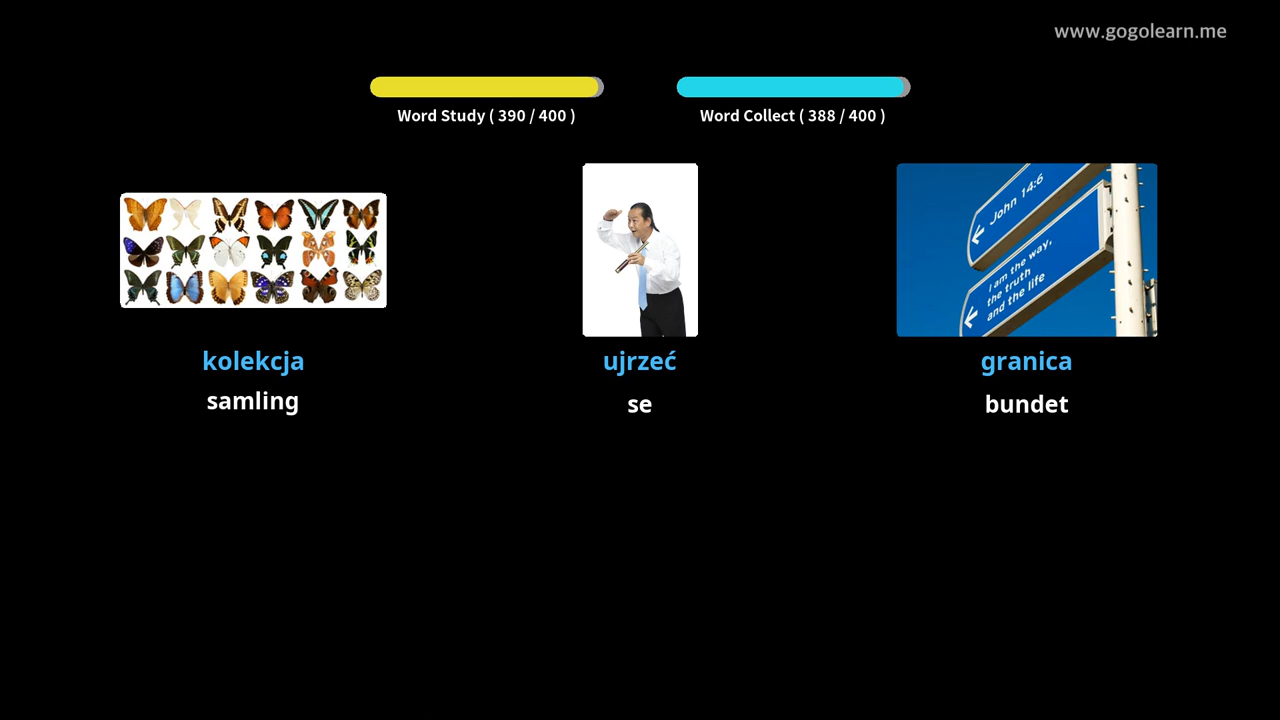 www.gogolearn.me
Word Study ( 390 / 400 )
Word Collect ( 388 / 400 )
John 14:6
I am the way,
the truth
and the life
kolekcja
ujrzeć
granica
samling
se
bundet